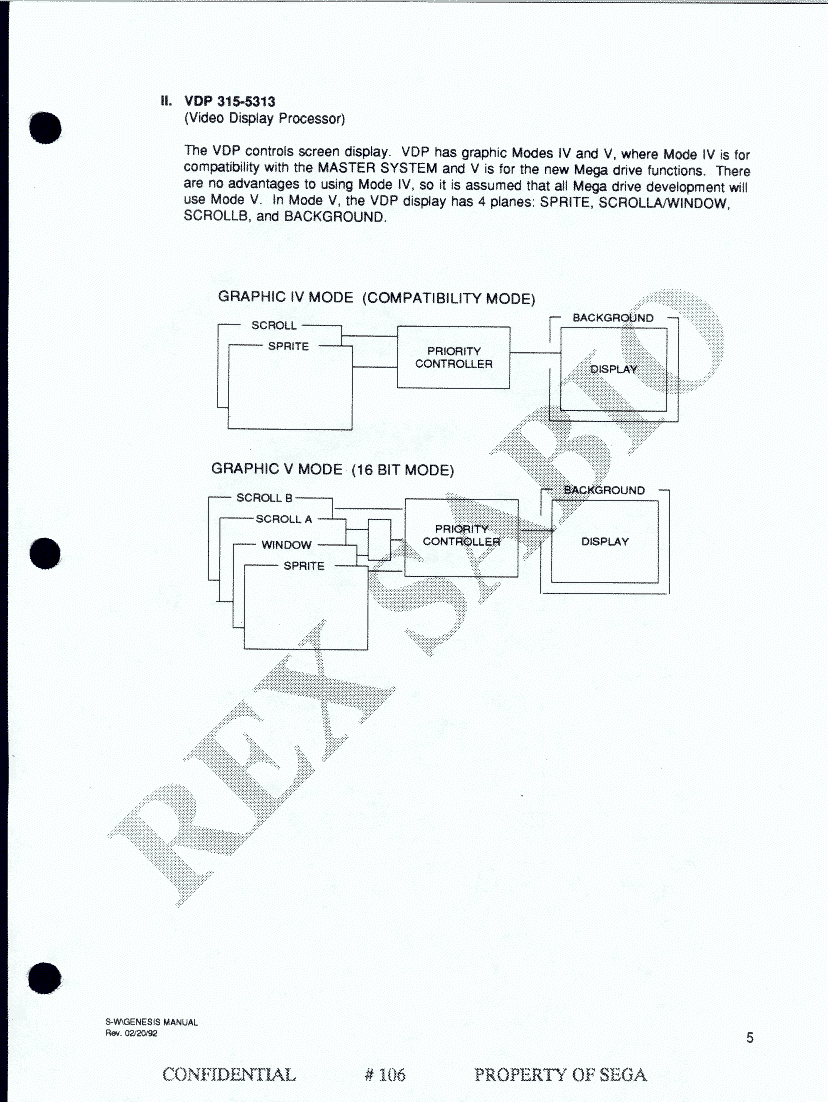 II. VDP 315-5313
(Video Display Processor)
The VDP controls screen display. VDP has graphic Modes IV and V, where Mode IV is for
compatibility with the MASTER SYSTEM and V is for the new Mega drive functions. There
are no advantages to using Mode IV, so it is assumed that all Mega drive development will
use Mode V. In Mode V, the VDP display has 4 planes: SPRITE, SCROLLA/WINDOW,
SCROLLB, and BACKGROUND.
GRAPHIC IV MODE (COMPATIBILITY MODE)
SCROLL
SPRITE
PRIORITY
CONTROLLER
BACKGROUND
DISPLAY
GRAPHIC V MODE (16 BIT MODE)
SCROLL B
SCROLL A
WINDOW
SPRITE
PRIORITY
CONTROLLER
BACKGROUND
DISPLAY
REX SABIO
S-W\GENESIS MANUAL
Rev. 02/20/92
5
CONFIDENTIAL # 106 PROPERTY OF SEGA